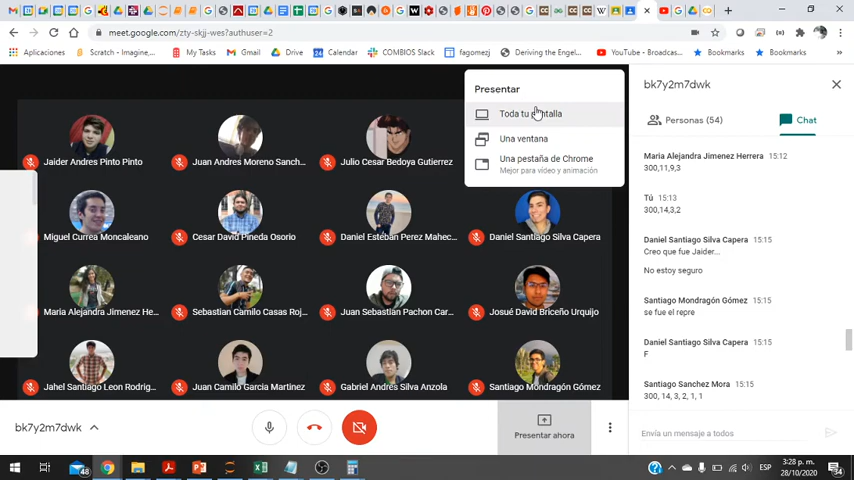 meet.google.com/zty-skjj-wes?authuser=2
Aplicaciones
Scratch - Imagine,...
My Tasks
Gmail
Drive
Calendar
COMBIOS Slack
fagomezj
Deriving the Engel...
YouTube - Broadcas...
Bookmarks
Bookmarks
Presentar
Toda tu pantalla
Una ventana
Una pestaña de Chrome
Mejor para vídeo y animación
Jaider Andres Pinto Pinto
Juan Andres Moreno Sanch...
Julio Cesar Bedoya Gutierrez
Miguel Currea Moncaleano
Cesar David Pineda Osorio
Daniel Esteban Perez Mahec...
Daniel Santiago Silva Capera
Maria Alejandra Jimenez He...
Sebastian Camilo Casas Roj...
Juan Sebastian Pachon Car...
Josué David Briceño Urquijo
Jahel Santiago Leon Rodrig...
Juan Camilo Garcia Martinez
Gabriel Andres Silva Anzola
Santiago Mondragón Gómez
bk7y2m7dwk
Presentar ahora
bk7y2m7dwk
Personas (54)
Chat
Maria Alejandra Jimenez Herrera 15:12
300,11,9,3
Tú 15:13
300,14,3,2
Daniel Santiago Silva Capera 15:15
Creo que fue Jaider...
No estoy seguro
Santiago Mondragón Gómez 15:15
se fue el repre
Daniel Santiago Silva Capera 15:15
F
Santiago Sanchez Mora 15:15
300, 14, 3, 2, 1, 1
Envía un mensaje a todos
48
ESP
3:28 p. m.
28/10/2020
34